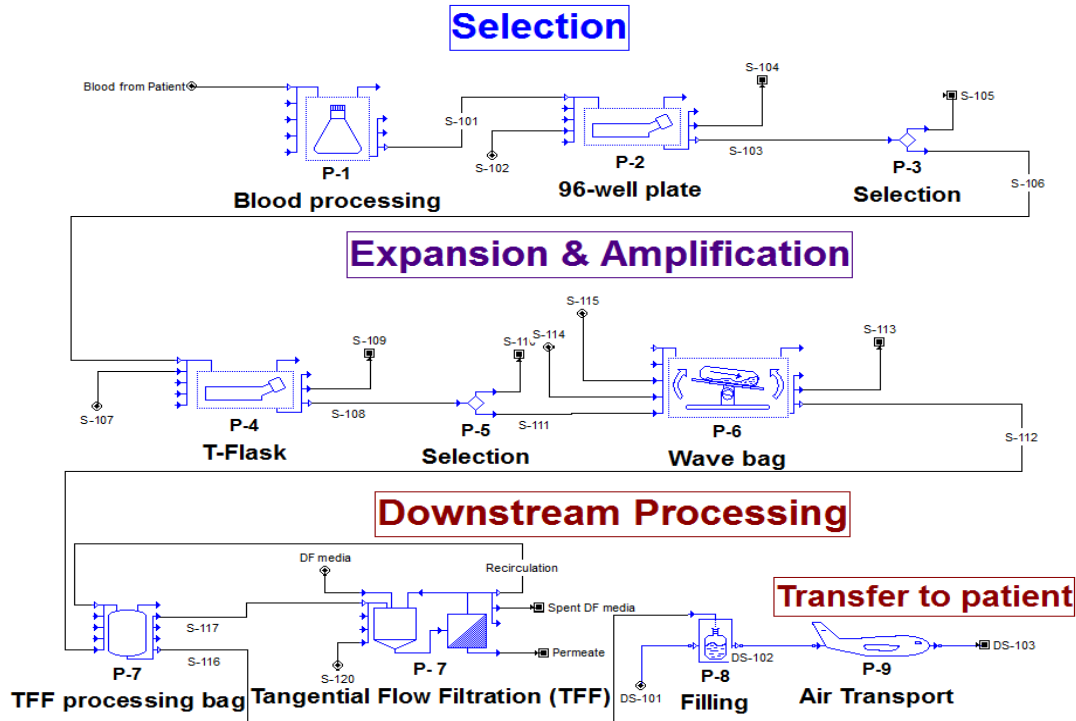 Selection
Blood from Patient
S-101
S-102
S-104
S-103
S-105
S-106
P-1
Blood processing
P-2
96-well plate
P-3
Selection
Expansion & Amplification
S-115
S-114
S-113
S-109
S-107
S-108
S-111
S-112
P-4
T-Flask
P-5
Selection
P-6
Wave bag
Downstream Processing
DF media
Recirculation
Spent DF media
Permeate
S-117
S-116
S-120
P-7
TFF processing bag
P- 7
Tangential Flow Filtration (TFF)
Transfer to patient
DS-101
DS-102
DS-103
P-8
Filling
P-9
Air Transport